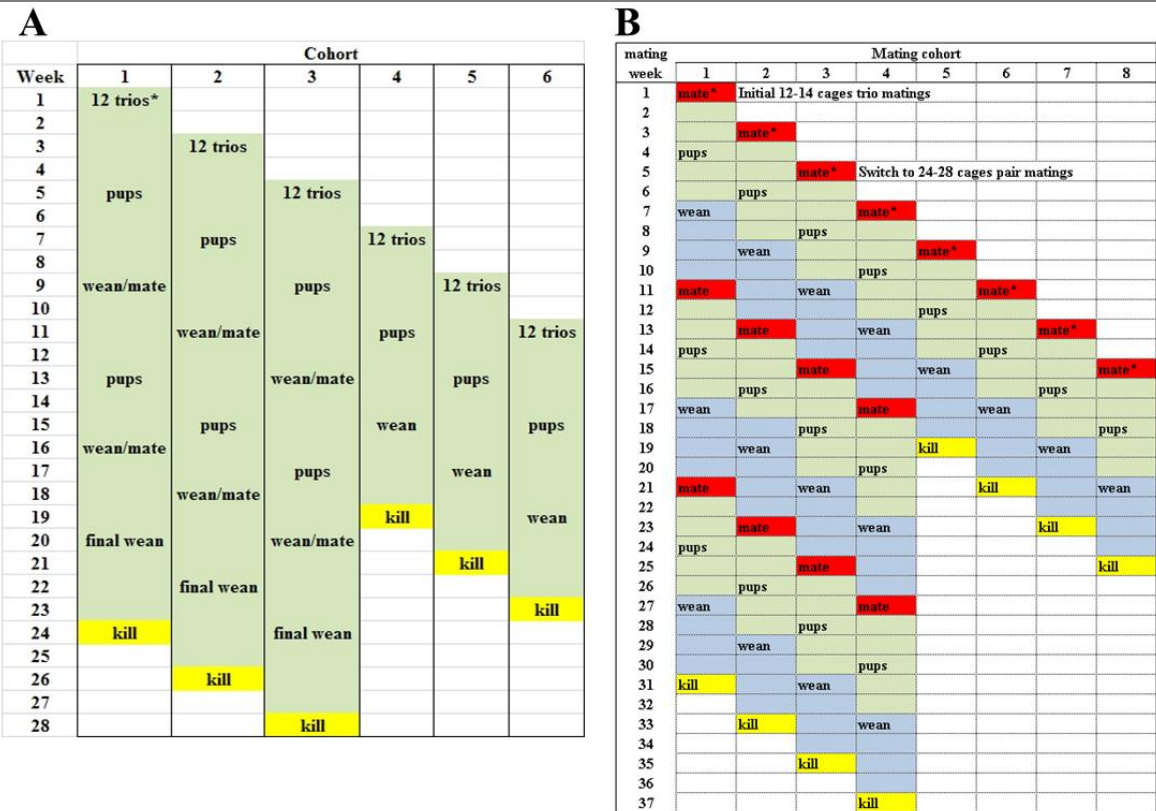 A
Cohort
Week 1 2 3 4 5 6
1 12 trios*
2
3 12 trios
4
5 pups 12 trios
6
7 pups 12 trios
8
9 wean/mate pups 12 trios
10
11 wean/mate pups 12 trios
12
13 pups wean/mate pups
14
15 pups wean pups
16 wean/mate
17 pups wean
18 wean/mate
19 kill wean
20 final wean wean/mate
21 kill
22 final wean
23 kill
24 kill final wean
25
26 kill
27
28 kill
B
mating Mating cohort
week 1 2 3 4 5 6 7 8
1 mate* Initial 12-14 cages trio matings
2
3 mate*
4 pups
5 mate* Switch to 24-28 cages pair matings
6 pups
7 wean mate*
8 pups
9 wean mate*
10 pups
11 mate wean mate*
12 pups
13 mate wean mate*
14 pups pups
15 mate wean mate*
16 pups pups
17 wean mate wean
18 pups pups
19 wean kill wean
20 pups
21 mate wean kill wean
22
23 mate wean kill
24 pups
25 mate kill
26 pups
27 wean mate
28 pups
29 wean
30 pups
31 kill wean
32
33 kill wean
34
35 kill
36
37 kill